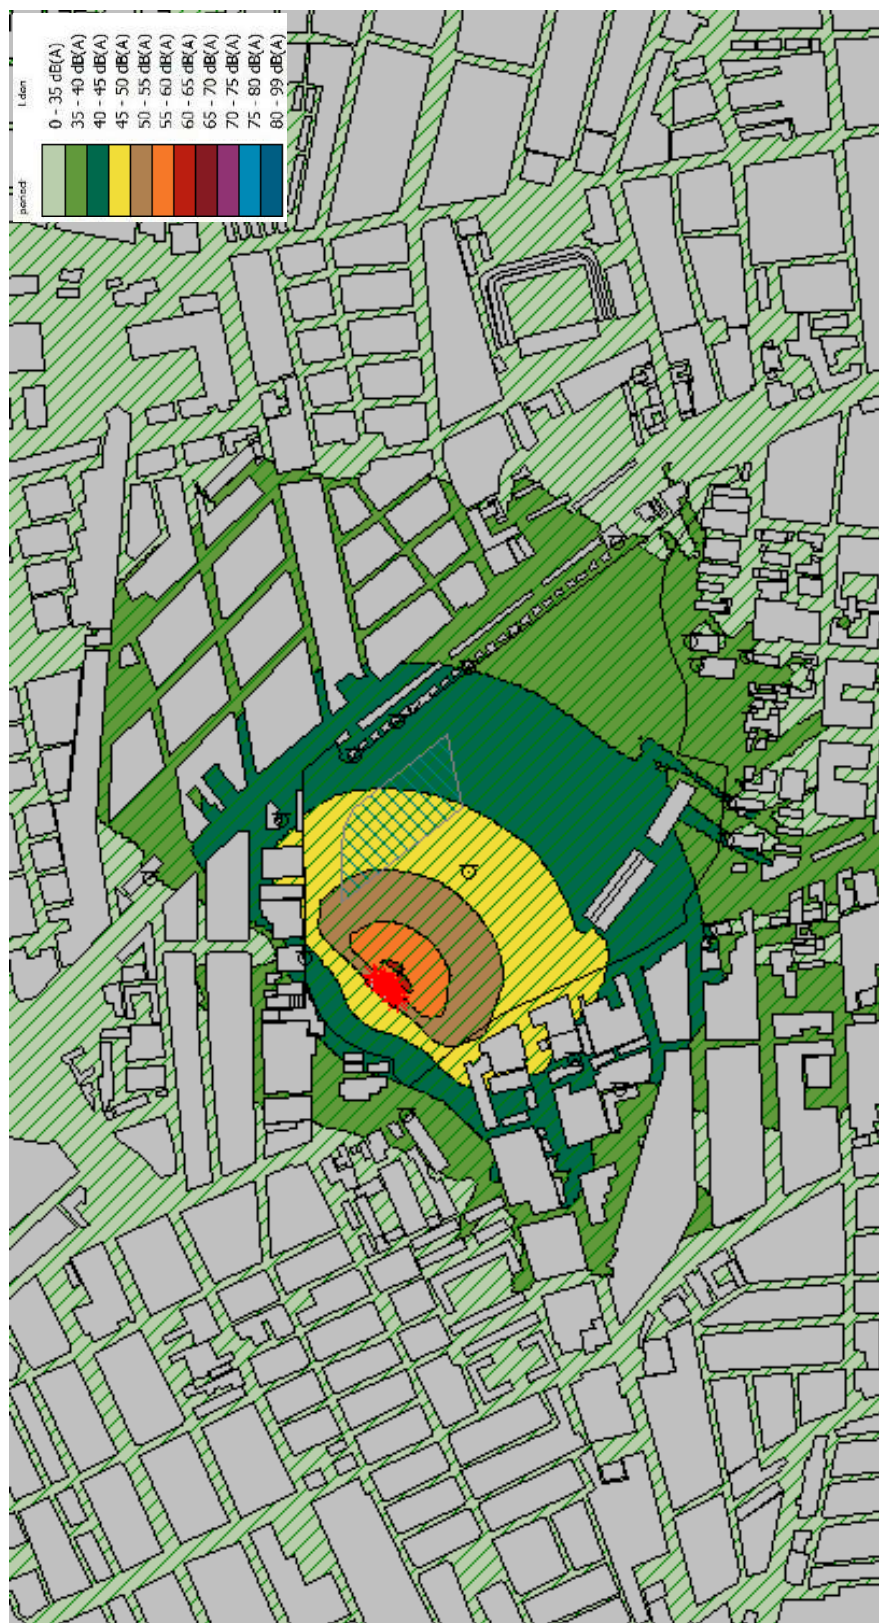 period: Lden
0 - 35 dB(A)
35 - 40 dB(A)
40 - 45 dB(A)
45 - 50 dB(A)
50 - 55 dB(A)
55 - 60 dB(A)
60 - 65 dB(A)
65 - 70 dB(A)
70 - 75 dB(A)
75 - 80 dB(A)
80 - 99 dB(A)